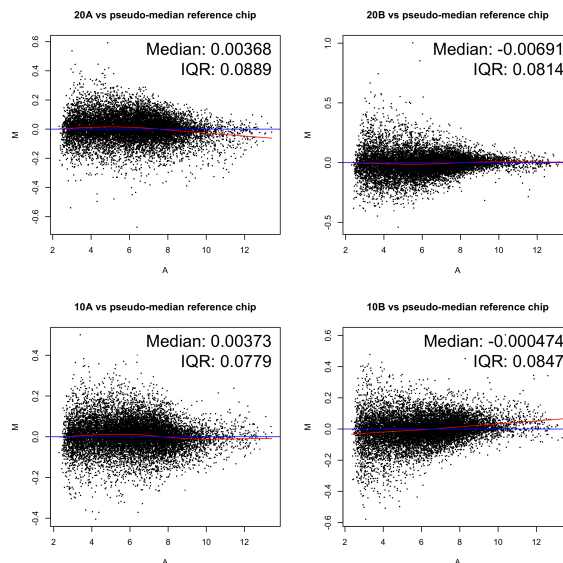 20A vs pseudo-median reference chip
Median: 0.00368
IQR: 0.0889
M
0.6
0.4
0.2
0.0
-0.2
-0.4
-0.6
2 4 6 8 10 12
A
20B vs pseudo-median reference chip
Median: -0.00691
IQR: 0.0814
M
1.0
0.5
0.0
-0.5
2 4 6 8 10 12
A
10A vs pseudo-median reference chip
Median: 0.00373
IQR: 0.0779
M
0.4
0.2
0.0
-0.2
-0.4
2 4 6 8 10 12
A
10B vs pseudo-median reference chip
Median: -0.000474
IQR: 0.0847
M
0.6
0.4
0.2
0.0
-0.2
-0.4
-0.6
2 4 6 8 10 12
A